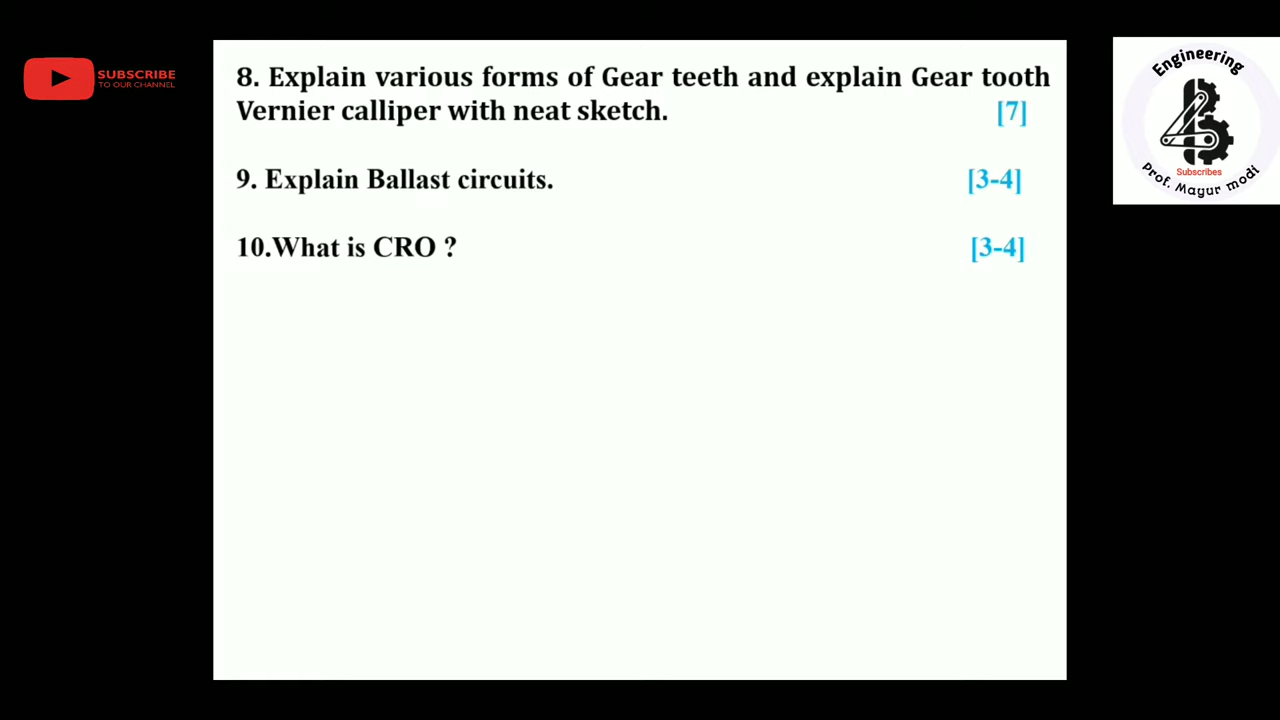 SUBSCRIBE
TO OUR CHANNEL
8. Explain various forms of Gear teeth and explain Gear tooth
Vernier calliper with neat sketch. [7]
9. Explain Ballast circuits. [3-4]
10.What is CRO ? [3-4]
Engineering
Subscribes
Prof. Mayur modi